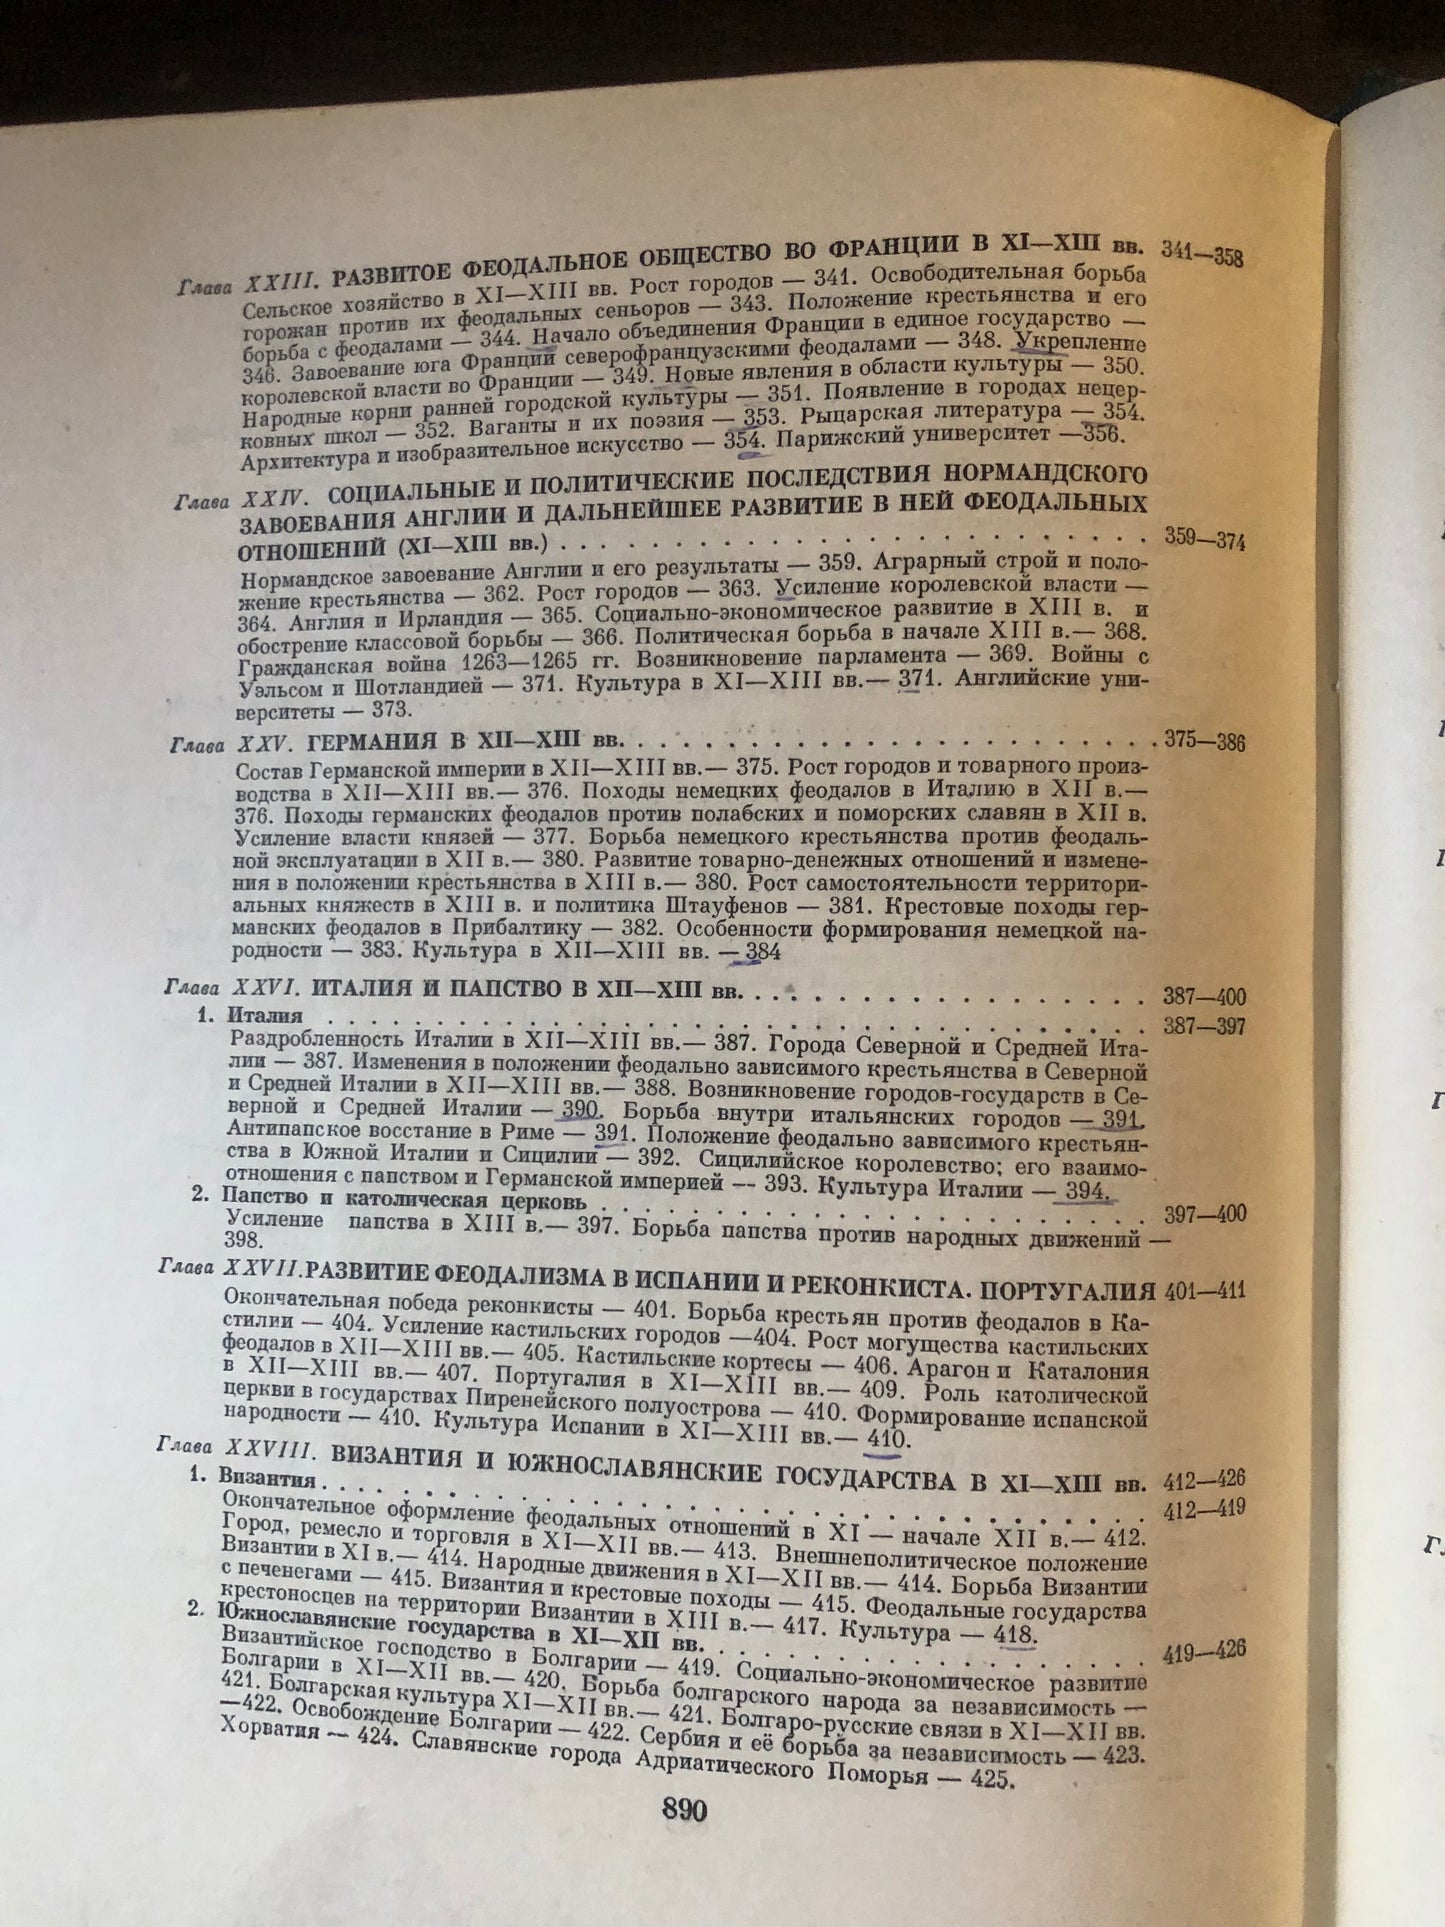 Глава XXIII. РАЗВИТОЕ ФЕОДАЛЬНОЕ ОБЩЕСТВО ВО ФРАНЦИИ В XI—XIII вв. 341—358
Сельское хозяйство в XI—XIII вв. Рост городов — 341. Освободительная борьба
горожан против их феодальных сеньоров — 343. Положение крестьянства и его
борьба с феодалами — 344. Начало объединения Франции в единое государство —
346. Завоевание юга Франции северофранцузскими феодалами — 348. Укрепление
королевской власти во Франции — 349. Новые явления в области культуры — 350.
Народные корни ранней городской культуры — 351. Появление в городах нецер-
ковных школ — 352. Ваганты и их поэзия — 353. Рыцарская литература — 354.
Архитектура и изобразительное искусство — 354. Парижский университет —356.
Глава XXIV. СОЦИАЛЬНЫЕ И ПОЛИТИЧЕСКИЕ ПОСЛЕДСТВИЯ НОРМАНДСКОГО
ЗАВОЕВАНИЯ АНГЛИИ И ДАЛЬНЕЙШЕЕ РАЗВИТИЕ В НЕЙ ФЕОДАЛЬНЫХ
ОТНОШЕНИЙ (XI—XIII вв.) . . . . . . . . . . . . . . . . . . . . . . 359—374
Нормандское завоевание Англии и его результаты — 359. Аграрный строй и поло-
жение крестьянства — 362. Рост городов — 363. Усиление королевской власти —
364. Англия и Ирландия — 365. Социально-экономическое развитие в XIII в. и
обострение классовой борьбы — 366. Политическая борьба в начале XIII в.— 368.
Гражданская война 1263—1265 гг. Возникновение парламента — 369. Войны с
Уэльсом и Шотландией — 371. Культура в XI—XIII вв.— 371. Английские уни-
верситеты — 373.
Глава XXV. ГЕРМАНИЯ В XII—XIII вв. . . . . . . . . . . . . . . . . . . . 375—386
Состав Германской империи в XII—XIII вв.— 375. Рост городов и товарного произ-
водства в XII—XIII вв.— 376. Походы немецких феодалов в Италию в XII в.—
376. Походы германских феодалов против полабских и поморских славян в XII в.
Усиление власти князей — 377. Борьба немецкого крестьянства против феодаль-
ной эксплуатации в XII в.— 380. Развитие товарно-денежных отношений и измене-
ния в положении крестьянства в XIII в.— 380. Рост самостоятельности территори-
альных княжеств в XIII в. и политика Штауфенов — 381. Крестовые походы гер-
манских феодалов в Прибалтику — 382. Особенности формирования немецкой на-
родности — 383. Культура в XII—XIII вв. — 384
Глава XXVI. ИТАЛИЯ И ПАПСТВО В XII—XIII вв. . . . . . . . . . . . . . . 387—400
1. Италия . . . . . . . . . . . . . . . . . . . . . . . . . . . . 387—397
Раздробленность Италии в XII—XIII вв.— 387. Города Северной и Средней Ита-
лии — 387. Изменения в положении феодально зависимого крестьянства в Северной
и Средней Италии в XII—XIII вв.— 388. Возникновение городов-государств в Се-
верной и Средней Италии — 390. Борьба внутри итальянских городов — 391.
Антипапское восстание в Риме — 391. Положение феодально зависимого крестьян-
ства в Южной Италии и Сицилии — 392. Сицилийское королевство; его взаимо-
отношения с папством и Германской империей — 393. Культура Италии — 394.
2. Папство и католическая церковь . . . . . . . . . . . . . . . . . . . 397—400
Усиление папства в XIII в.— 397. Борьба папства против народных движений —
398.
Глава XXVII. РАЗВИТИЕ ФЕОДАЛИЗМА В ИСПАНИИ И РЕКОНКИСТА. ПОРТУГАЛИЯ 401—411
Окончательная победа реконкисты — 401. Борьба крестьян против феодалов в Ка-
стилии — 404. Усиление кастильских городов —404. Рост могущества кастильских
феодалов в XII—XIII вв.— 405. Кастильские кортесы — 406. Арагон и Каталония
в XII—XIII вв.— 407. Португалия в XI—XIII вв.— 409. Роль католической
церкви в государствах Пиренейского полуострова — 410. Формирование испанской
народности — 410. Культура Испании в XI—XIII вв.— 410.
Глава XXVIII. ВИЗАНТИЯ И ЮЖНОСЛАВЯНСКИЕ ГОСУДАРСТВА В XI—XIII вв. 412—426
1. Византия . . . . . . . . . . . . . . . . . . . . . . . . . . . 412—419
Окончательное оформление феодальных отношений в XI — начале XII в.— 412.
Город, ремесло и торговля в XI—XII вв.— 413. Внешнеполитическое положение
Византии в XI в.— 414. Народные движения в XI—XII вв.— 414. Борьба Византии
с печенегами — 415. Византия и крестовые походы — 415. Феодальные государства
крестоносцев на территории Византии в XIII в.— 417. Культура — 418.
2. Южнославянские государства в XI—XII вв. . . . . . . . . . . . . . . . 419—426
Византийское господство в Болгарии — 419. Социально-экономическое развитие
Болгарии в XI—XII вв.— 420. Борьба болгарского народа за независимость —
421. Болгарская культура XI—XII вв.— 421. Болгаро-русские связи в XI—XII вв.
—422. Освобождение Болгарии — 422. Сербия и её борьба за независимость — 423.
Хорватия — 424. Славянские города Адриатического Поморья — 425.
890